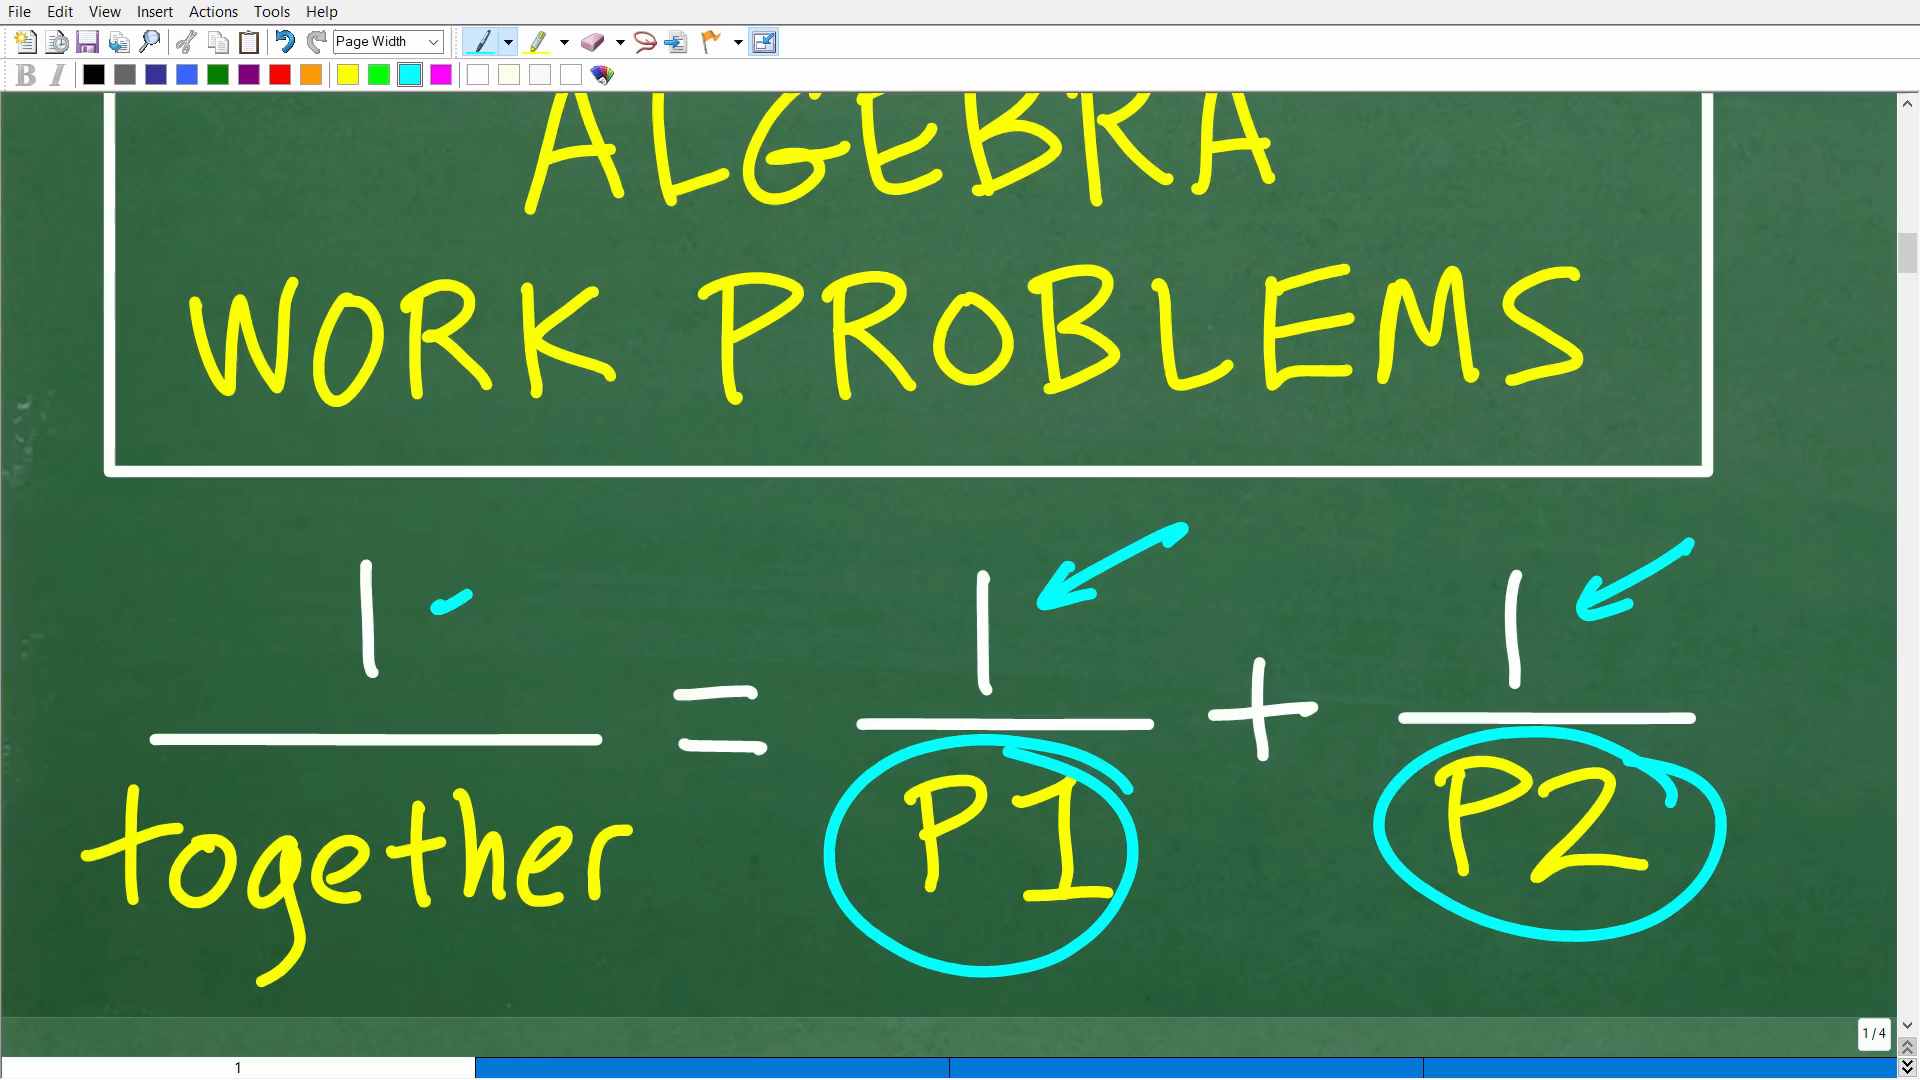 File Edit View Insert Actions Tools Help
Page Width
B I
ALGEBRA
WORK PROBLEMS
1 = 1 + 1
together P1 P2
1 / 4
1